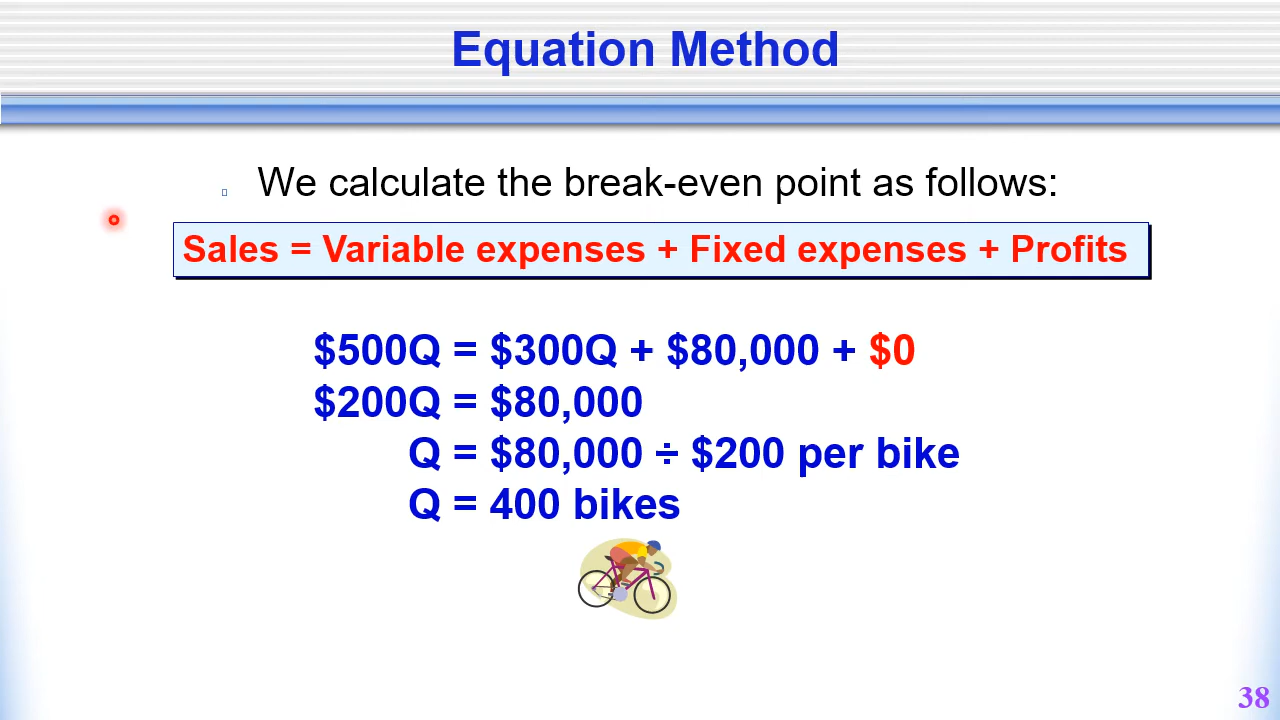 Equation Method
We calculate the break-even point as follows:
Sales = Variable expenses + Fixed expenses + Profits
$500Q = $300Q + $80,000 + $0
$200Q = $80,000
Q = $80,000 ÷ $200 per bike
Q = 400 bikes
38